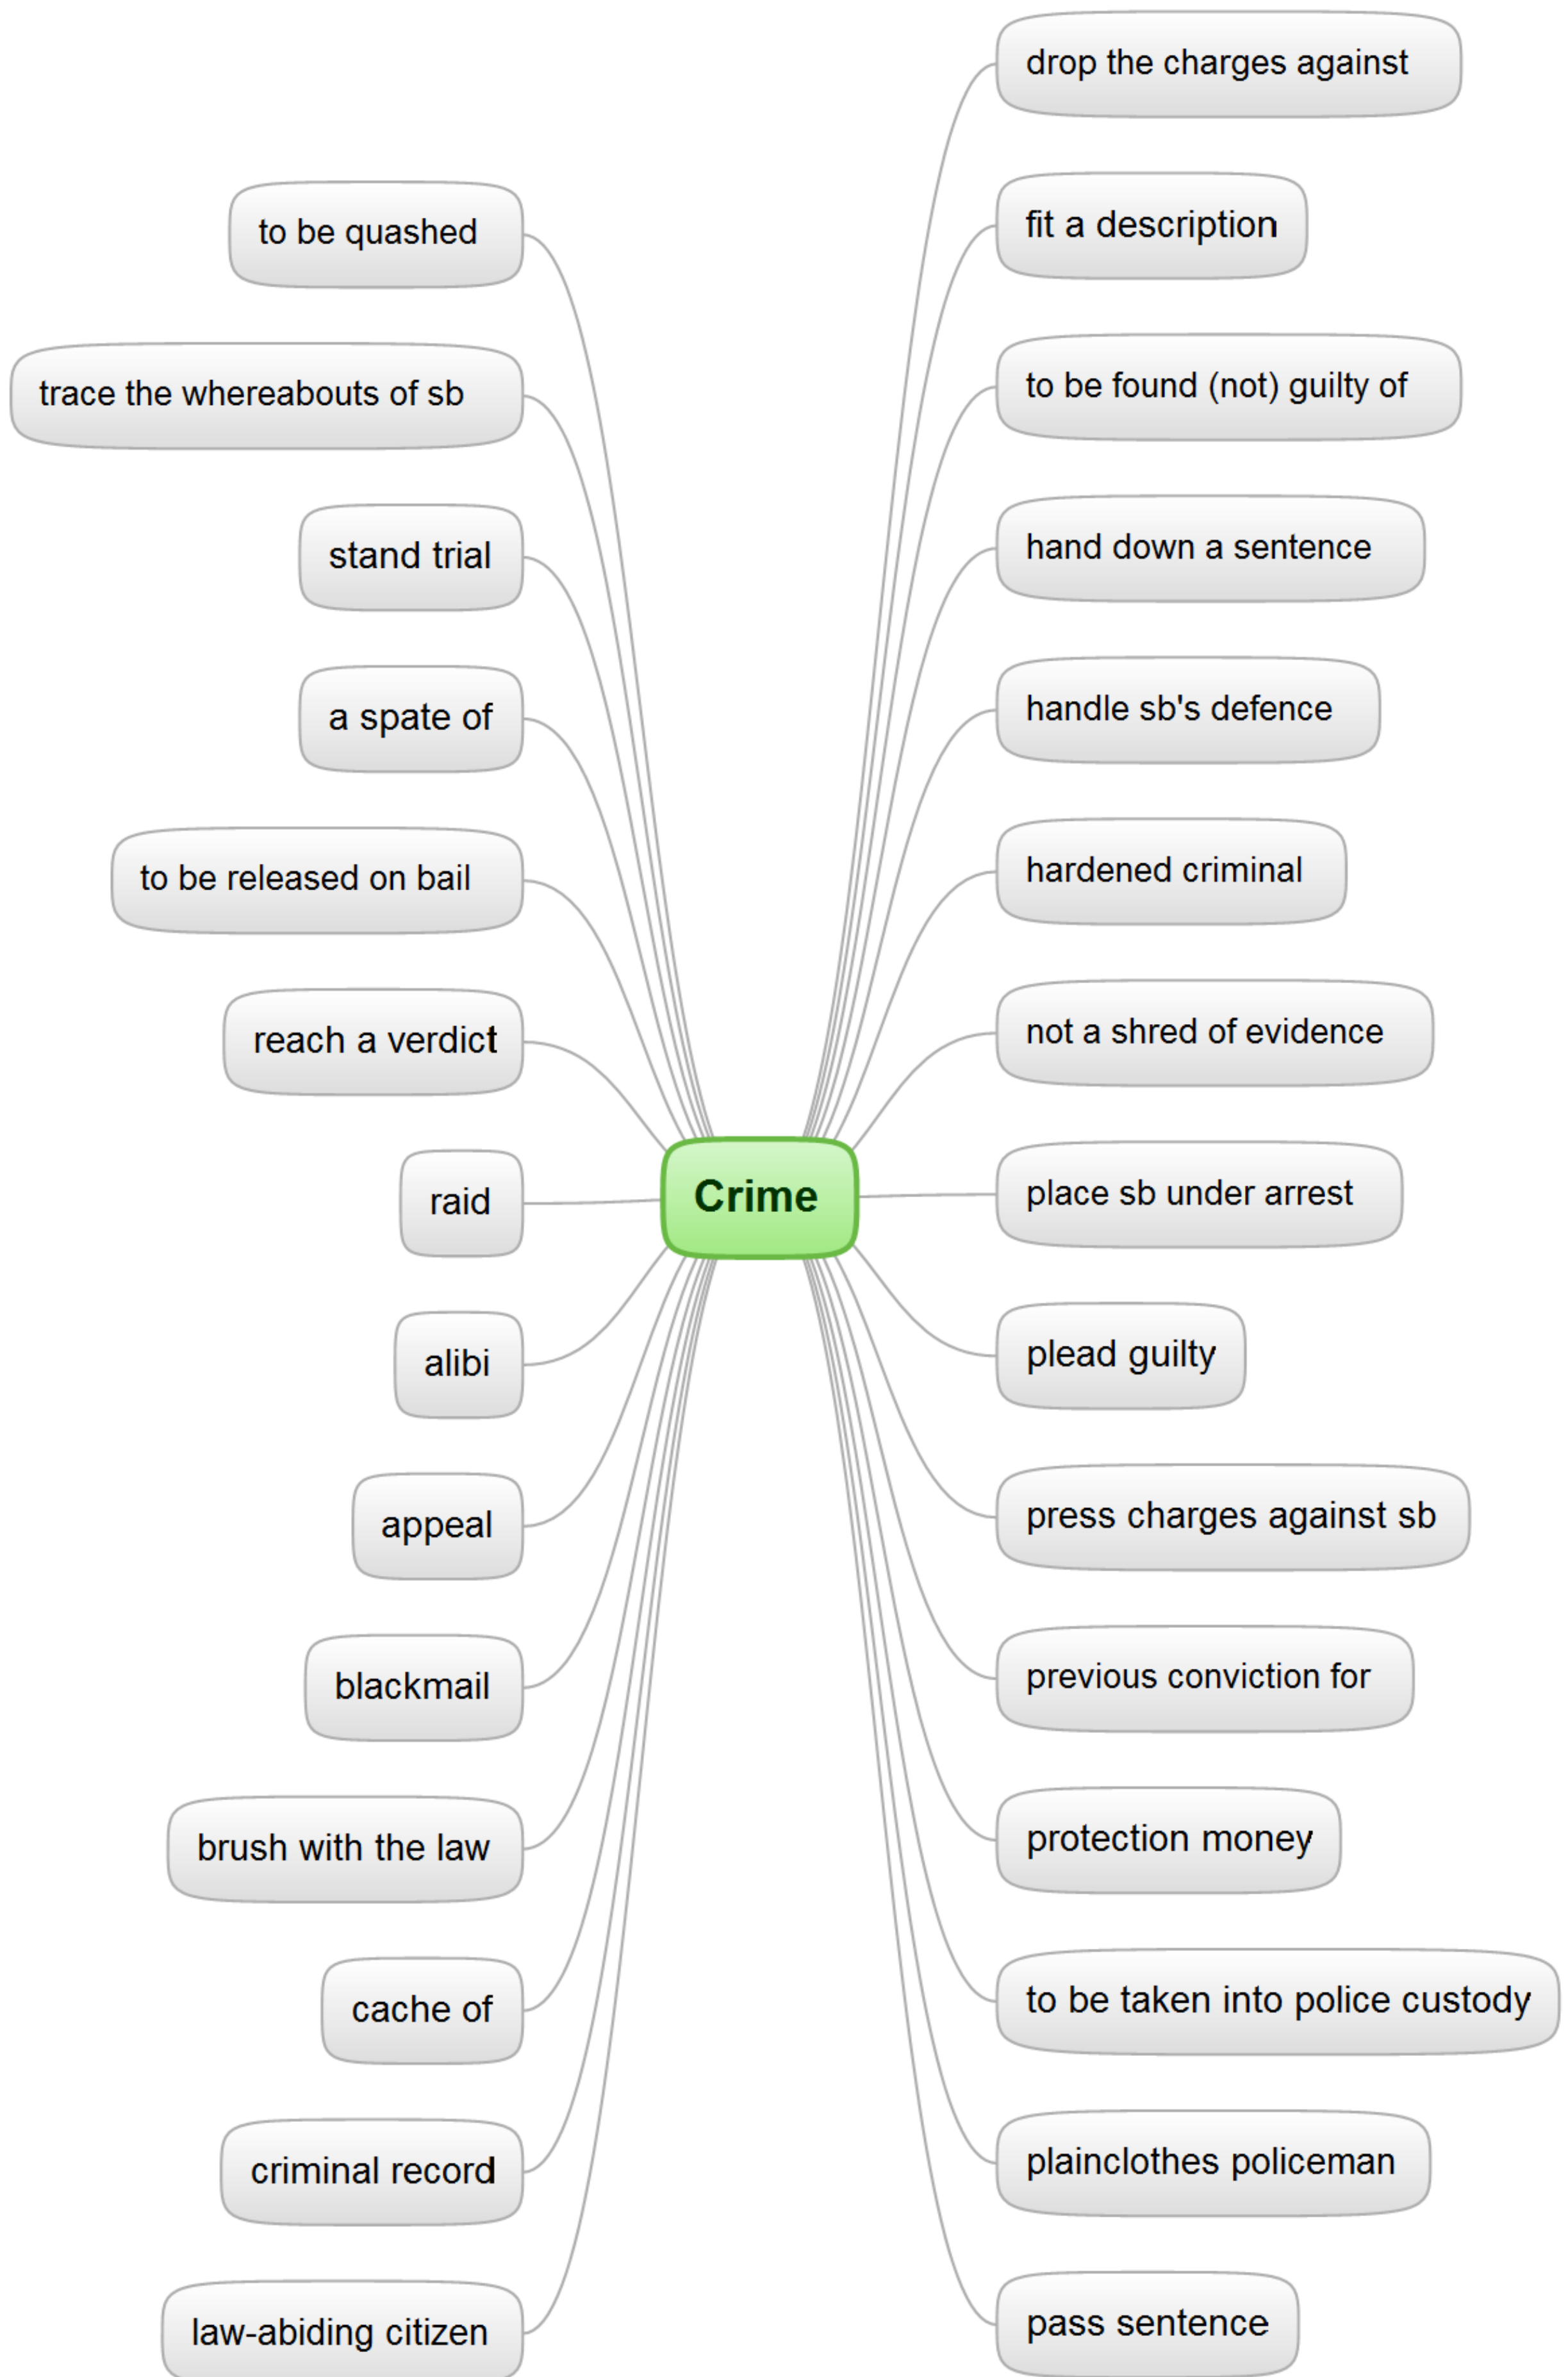 drop the charges against
fit a description
to be found (not) guilty of
hand down a sentence
handle sb's defence
hardened criminal
not a shred of evidence
place sb under arrest
plead guilty
press charges against sb
previous conviction for
protection money
to be taken into police custody
plainclothes policeman
pass sentence
Crime
to be quashed
trace the whereabouts of sb
stand trial
a spate of
to be released on bail
reach a verdict
raid
alibi
appeal
blackmail
brush with the law
cache of
criminal record
law-abiding citizen